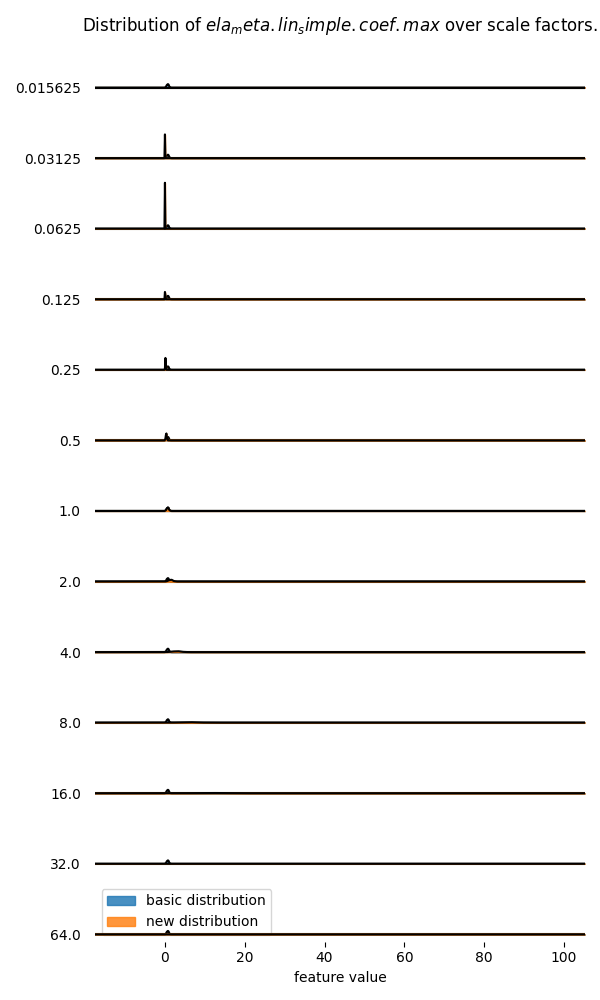 Distribution of ela_meta.lin_simple.coef.max over scale factors.
0.015625
0.03125
0.0625
0.125
0.25
0.5
1.0
2.0
4.0
8.0
16.0
32.0
basic distribution
new distribution
64.0
0 20 40 60 80 100
feature value